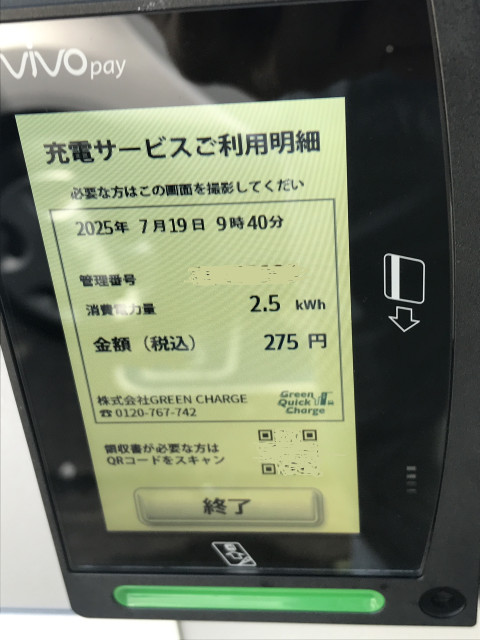 VIVOpay
充電サービスご利用明細
必要な方はこの画面を撮影してくだい
2025年 7月19日 9時40分
管理番号
消費電力量 2.5 kWh
金額（税込） 275 円
株式会社GREEN CHARGE
☎ 0120-767-742
Green
Quick
Charge
領収書が必要な方は
QRコードをスキャン
終了